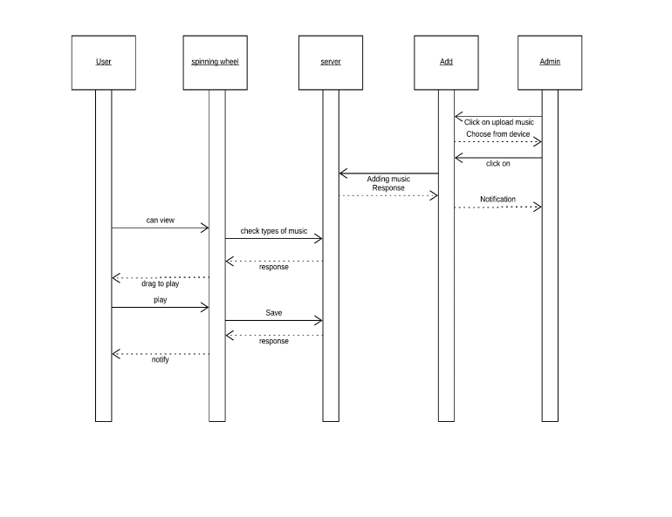 User
spinning wheel
server
Add
Admin
Click on upload music
Choose from device
click on
Adding music
Response
Notification
can view
check types of music
response
drag to play
play
Save
response
notify